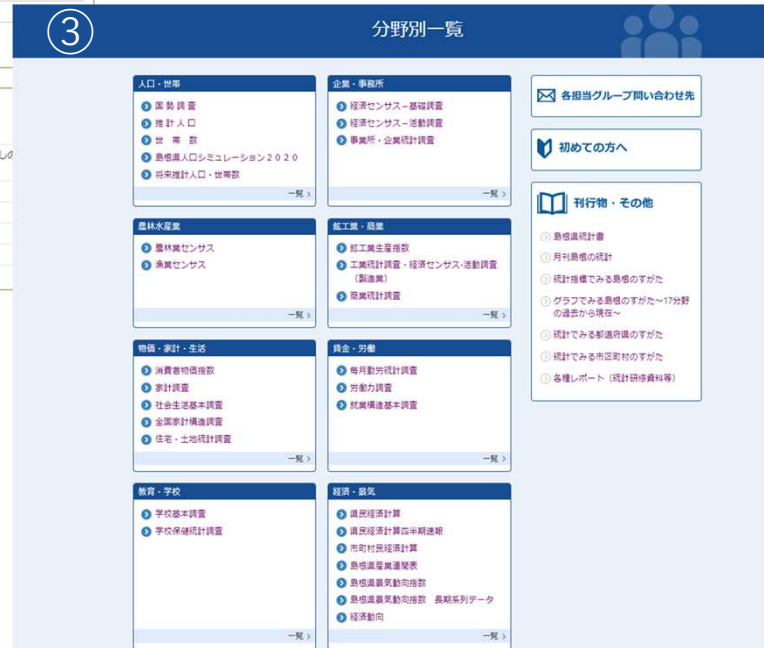 ③
分野別一覧
人口・世帯
国勢調査
推計人口
世　帯　数
島根県人口シミュレーション２０２０
将来推計人口・世帯数
一覧
企業・事務所
経済センサス－基礎調査
経済センサス－活動調査
事業所・企業統計調査
一覧
農林水産業
農林業センサス
漁業センサス
一覧
鉱工業・商業
鉱工業生産指数
工業統計調査・経済センサス-活動調査
（製造業）
商業統計調査
一覧
物価・家計・生活
消費者物価指数
家計調査
社会生活基本調査
全国家計構造調査
住宅・土地統計調査
一覧
賃金・労働
毎月勤労統計調査
労働力調査
就業構造基本調査
一覧
教育・学校
学校基本調査
学校保健統計調査
一覧
経済・景気
県民経済計算
県民経済計算四半期速報
市町村民経済計算
島根県産業連関表
島根県景気動向指数
島根県景気動向指数　長期系列データ
経済動向
一覧
各担当グループ問い合わせ先
初めての方へ
刊行物・その他
島根県統計書
月刊島根の統計
統計指標でみる島根のすがた
グラフでみる島根のすがた～17分野
の過去から現在～
統計でみる都道府県のすがた
統計でみる市区町村のすがた
各種レポート（統計研修資料等）